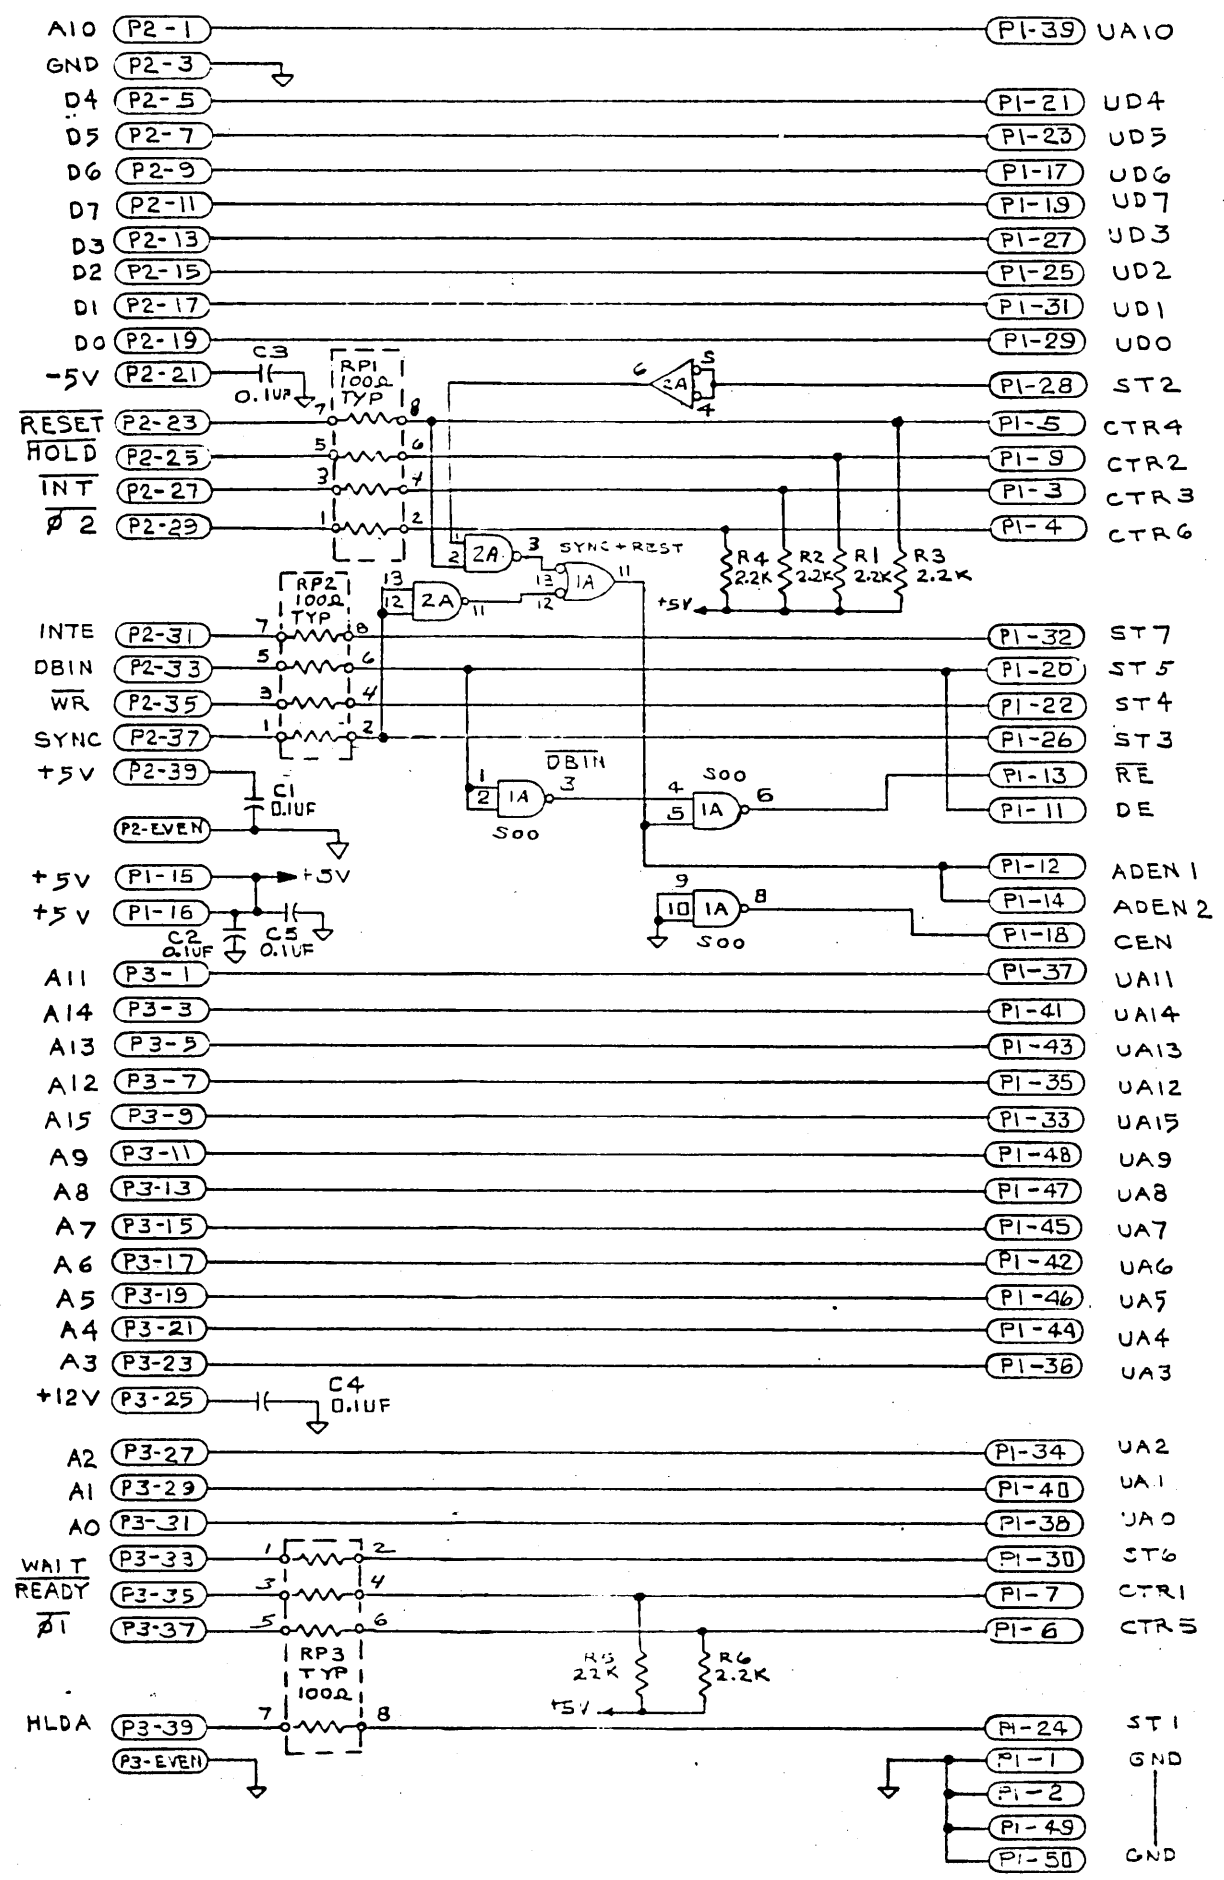 A10 P2-1 P1-39 UA10
GND P2-3
D4 P2-5 P1-21 UD4
D5 P2-7 P1-23 UD5
D6 P2-9 P1-17 UD6
D7 P2-11 P1-19 UD7
D3 P2-13 P1-27 UD3
D2 P2-15 P1-25 UD2
D1 P2-17 P1-31 UD1
D0 P2-19 P1-29 UD0
-5V P2-21 C3 0.1UF
RP1 100Ω TYP
6 2A 5 4 P1-28 ST2
RESET P2-23 7 8 P1-5 CTR4
HOLD P2-25 5 6 P1-9 CTR2
INT P2-27 3 4 P1-3 CTR3
Ø2 P2-29 1 2 P1-4 CTR6
1 2 2A 3 SYNC+REST
13 12 1A 11
13 12 2A 11
R4 2.2K R2 2.2K R1 2.2K R3 2.2K
+5V
RP2 100Ω TYP
INTE P2-31 7 8 P1-32 ST7
DBIN P2-33 5 6 P1-20 ST5
WR P2-35 3 4 P1-22 ST4
SYNC P2-37 1 2 P1-26 ST3
+5V P2-39 P1-13 RE
C1 0.1UF
DBIN
1 2 1A 3 S00
S00 4 5 1A 6
P1-11 DE
P2-EVEN
+5V P1-15 +5V P1-12 ADEN1
+5V P1-16 P1-14 ADEN2
C2 0.1UF C5 0.1UF
9 10 1A 8 S00
P1-18 CEN
A11 P3-1 P1-37 UA11
A14 P3-3 P1-41 UA14
A13 P3-5 P1-43 UA13
A12 P3-7 P1-35 UA12
A15 P3-9 P1-33 UA15
A9 P3-11 P1-48 UA9
A8 P3-13 P1-47 UA8
A7 P3-15 P1-45 UA7
A6 P3-17 P1-42 UA6
A5 P3-19 P1-46 UA5
A4 P3-21 P1-44 UA4
A3 P3-23 P1-36 UA3
+12V P3-25 C4 0.1UF
A2 P3-27 P1-34 UA2
A1 P3-29 P1-40 UA1
A0 P3-31 P1-38 UA0
WAIT P3-33 1 2 P1-30 ST6
READY P3-35 3 4 P1-7 CTR1
Ø1 P3-37 5 6 P1-6 CTR5
RP3 TYP 100Ω
R5 22K R6 2.2K
+5V
HLDA P3-39 7 8 P1-24 ST1
P3-EVEN P1-1 GND
P1-2
P1-49
P1-50 GND